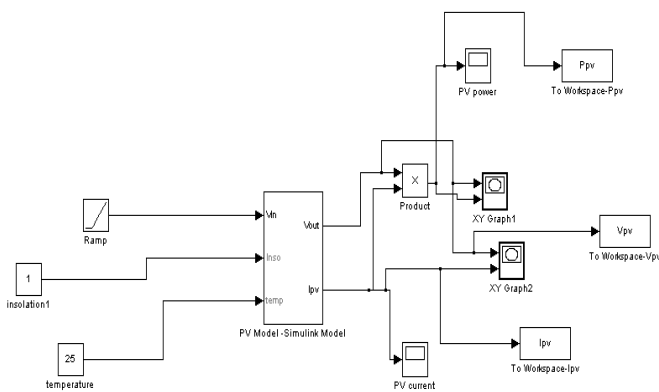 Ppv
PV power
To Workspace-Ppv
X
Product
Ramp
Vin
Vout
XY Graph1
Vpv
To Workspace-Vpv
1
insolation1
Inso
Ipv
XY Graph2
temp
PV Model -Simulink Model
25
temperature
PV current
Ipv
To Workspace-Ipv